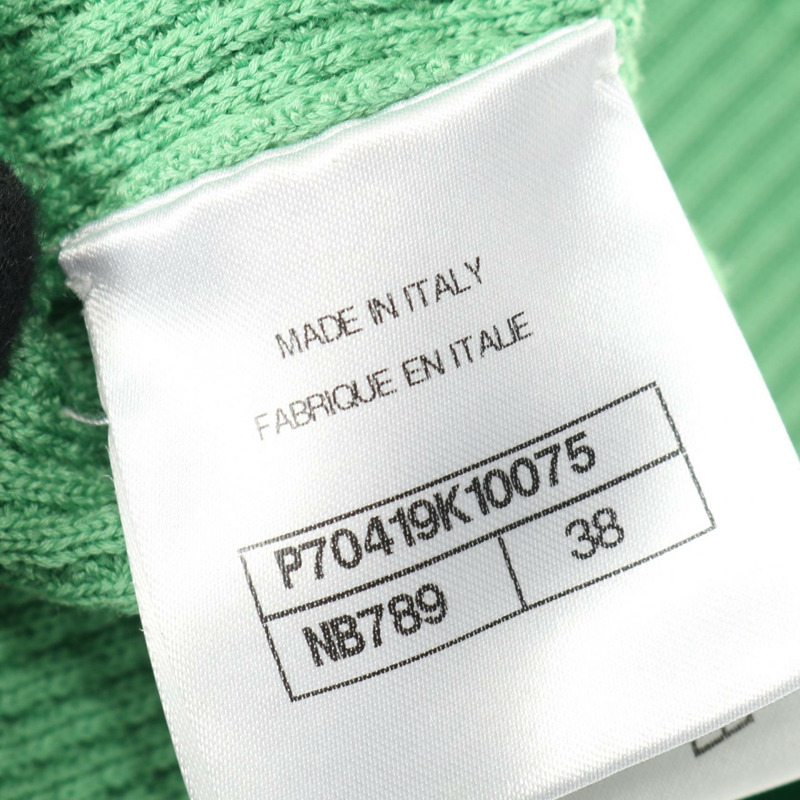 MADE IN ITALY
FABRIQUE EN ITALIE
P70419K10075
NB789 38